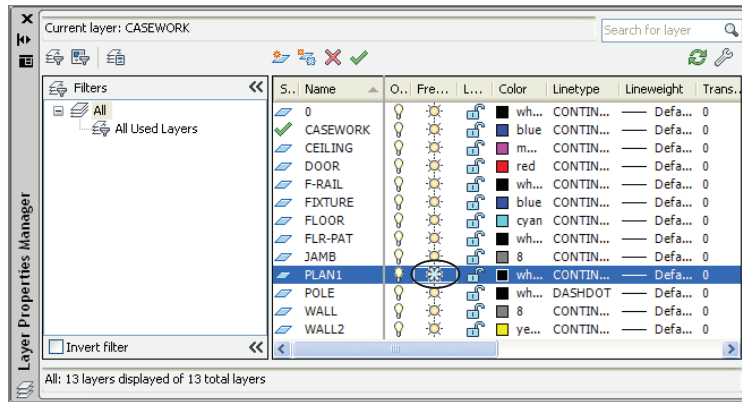 Current layer: CASEWORK
Search for layer
Filters
All
All Used Layers
S.. Name O.. Fre... L... Color Linetype Lineweight Trans..
0 wh... CONTIN... Defa... 0
CASEWORK blue CONTIN... Defa... 0
CEILING m... CONTIN... Defa... 0
DOOR red CONTIN... Defa... 0
F-RAIL wh... CONTIN... Defa... 0
FIXTURE blue CONTIN... Defa... 0
FLOOR cyan CONTIN... Defa... 0
FLR-PAT wh... CONTIN... Defa... 0
JAMB 8 CONTIN... Defa... 0
PLAN1 wh... CONTIN... Defa... 0
POLE wh... DASHDOT Defa... 0
WALL 8 CONTIN... Defa... 0
WALL2 ye... CONTIN... Defa... 0
Invert filter
All: 13 layers displayed of 13 total layers
Layer Properties Manager